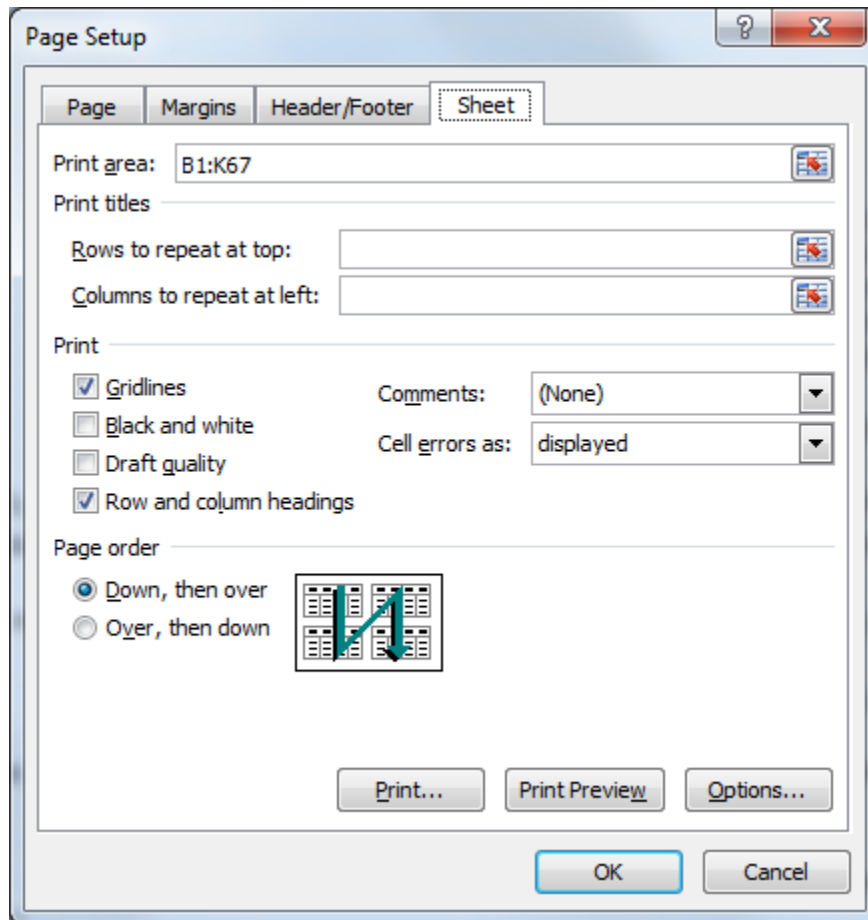 Page Setup
?
Page Margins Header/Footer Sheet
Print area: B1:K67
Print titles
Rows to repeat at top:
Columns to repeat at left:
Print
Gridlines
Black and white
Draft quality
Row and column headings
Comments: (None)
Cell errors as: displayed
Page order
Down, then over
Over, then down
Print... Print Preview Options...
OK Cancel